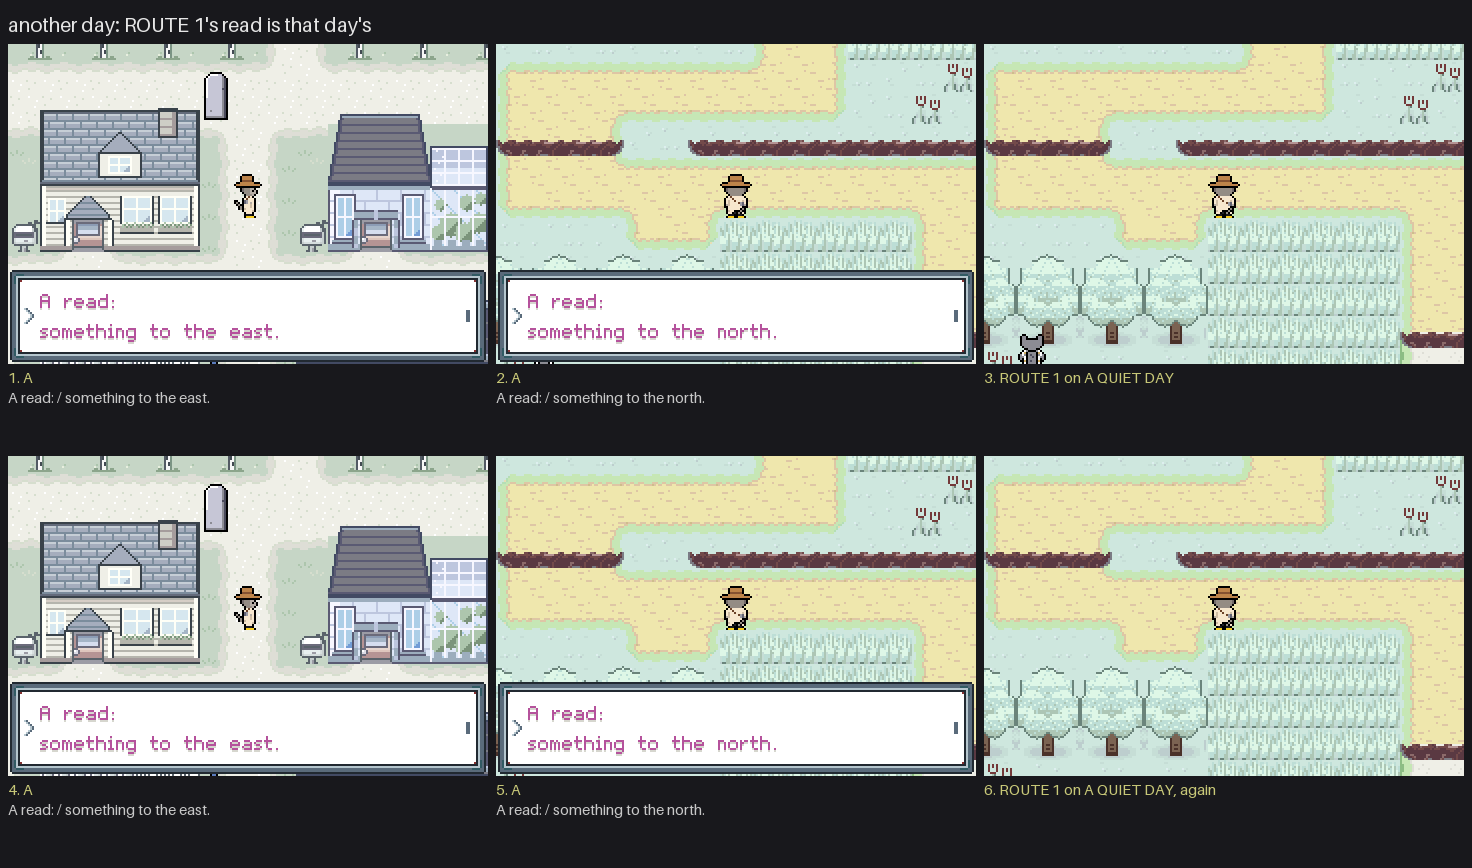 another day: ROUTE 1's read is that day's
A read:
something to the east.
A read:
something to the north.
1. A
A read: / something to the east.
2. A
A read: / something to the north.
3. ROUTE 1 on A QUIET DAY
A read:
something to the east.
A read:
something to the north.
4. A
A read: / something to the east.
5. A
A read: / something to the north.
6. ROUTE 1 on A QUIET DAY, again